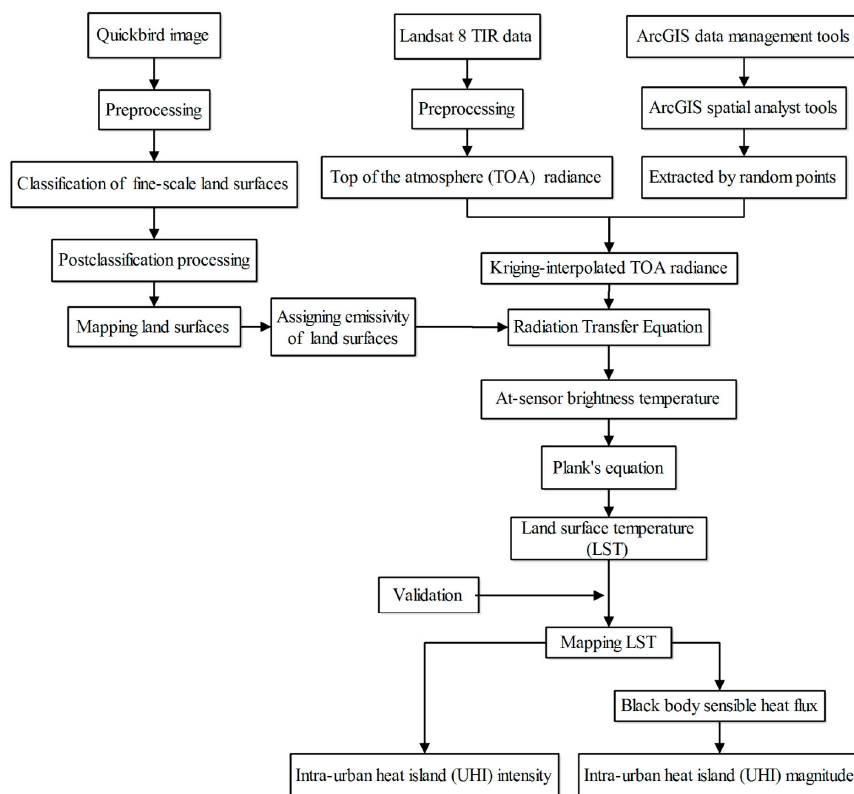 Quickbird image
Landsat 8 TIR data
ArcGIS data management tools
Preprocessing
Preprocessing
ArcGIS spatial analyst tools
Classification of fine-scale land surfaces
Top of the atmosphere (TOA) radiance
Extracted by random points
Postclassification processing
Kriging-interpolated TOA radiance
Mapping land surfaces
Assigning emissivity
of land surfaces
Radiation Transfer Equation
At-sensor brightness temperature
Plank's equation
Land surface temperature
(LST)
Validation
Mapping LST
Black body sensible heat flux
Intra-urban heat island (UHI) intensity
Intra-urban heat island (UHI) magnitude